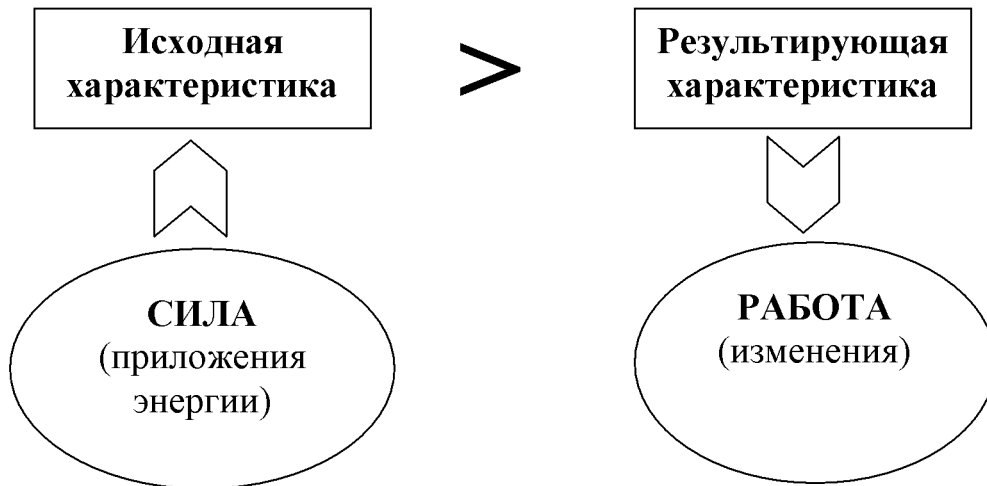 Исходная
характеристика
>
Результирующая
характеристика
СИЛА
(приложения
энергии)
РАБОТА
(изменения)